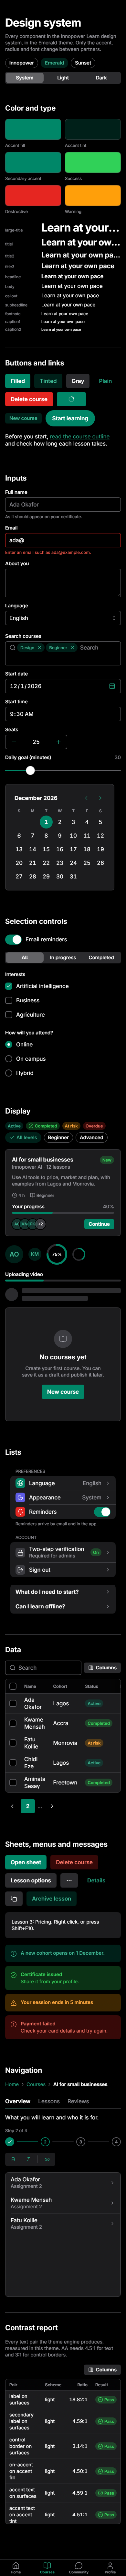 Design system
Every component in the Innopower Learn design
system, in the Emerald theme. Only the accent,
radius and font change between partners.
Innopower
Emerald
Sunset
System
Light
Dark
Color and type
Accent fill
Accent tint
Secondary accent
Success
Destructive
Warning
large-title
Learn at your...
title1
Learn at your ow...
title2
Learn at your own pa...
title3
Learn at your own pace
headline
Learn at your own pace
body
Learn at your own pace
callout
Learn at your own pace
subheadline
Learn at your own pace
footnote
Learn at your own pace
caption1
Learn at your own pace
caption2
Learn at your own pace
Buttons and links
Filled
Tinted
Gray
Plain
Delete course
New course
Start learning
Before you start, read the course outline
and check how long each lesson takes.
Inputs
Full name
Ada Okafor
As it should appear on your certificate.
Email
ada@
Enter an email such as ada@example.com.
About you
Language
English
Search courses
Design
Beginner
Search
Start date
12/1/2026
Start time
9:30 AM
Seats
25
Daily goal (minutes)
30
December 2026
S M T W T F S
1 2 3 4 5
6 7 8 9 10 11 12
13 14 15 16 17 18 19
20 21 22 23 24 25 26
27 28 29 30 31
Selection controls
Email reminders
All
In progress
Completed
Interests
Artificial intelligence
Business
Agriculture
How will you attend?
Online
On campus
Hybrid
Display
Active
Completed
At risk
Overdue
All levels
Beginner
Advanced
AI for small businesses
New
Innopower AI · 12 lessons
Use AI tools to price, market and plan, with
examples from Lagos and Monrovia.
4 h
Beginner
Your progress
40%
+2
Continue
AO
KM
75%
Uploading video
No courses yet
Create your first course. You can
save it as a draft and publish it later.
New course
Lists
PREFERENCES
Language
English
Appearance
System
Reminders
Reminders arrive by email and in the app.
ACCOUNT
Two-step verification
Required for admins
On
Sign out
What do I need to start?
Can I learn offline?
Data
Search
Columns
Name
Cohort
Status
Ada
Okafor
Lagos
Active
Kwame
Mensah
Accra
Completed
Fatu
Kollie
Monrovia
At risk
Chidi
Eze
Lagos
Active
Aminata
Sesay
Freetown
Completed
2
...
4
Sheets, menus and messages
Open sheet
Delete course
Lesson options
Details
Archive lesson
Lesson 3: Pricing. Right click, or press
Shift+F10.
A new cohort opens on 1 December.
Certificate issued
Share it from your profile.
Your session ends in 5 minutes
Payment failed
Check your card details and try again.
Navigation
Home
Courses
AI for small businesses
Overview
Lessons
Reviews
What you will learn and who it is for.
Step 2 of 4
2
3
4
B
I
Ada Okafor
Assignment 2
Kwame Mensah
Assignment 2
Fatu Kollie
Assignment 2
Contrast report
Every text pair the theme engine produces,
measured in this theme. AA needs 4.5:1 for text
and 3:1 for control borders.
Columns
Pair
Scheme
Ratio
Result
label on
surfaces
light
18.82:1
Pass
secondary
label on
surfaces
light
4.59:1
Pass
control
border on
surfaces
light
3.14:1
Pass
on-accent
on accent
fill
light
4.50:1
Pass
accent text
on surfaces
light
4.59:1
Pass
accent text
on accent
tint
light
4.51:1
Pass
Home
Courses
Community
Profile